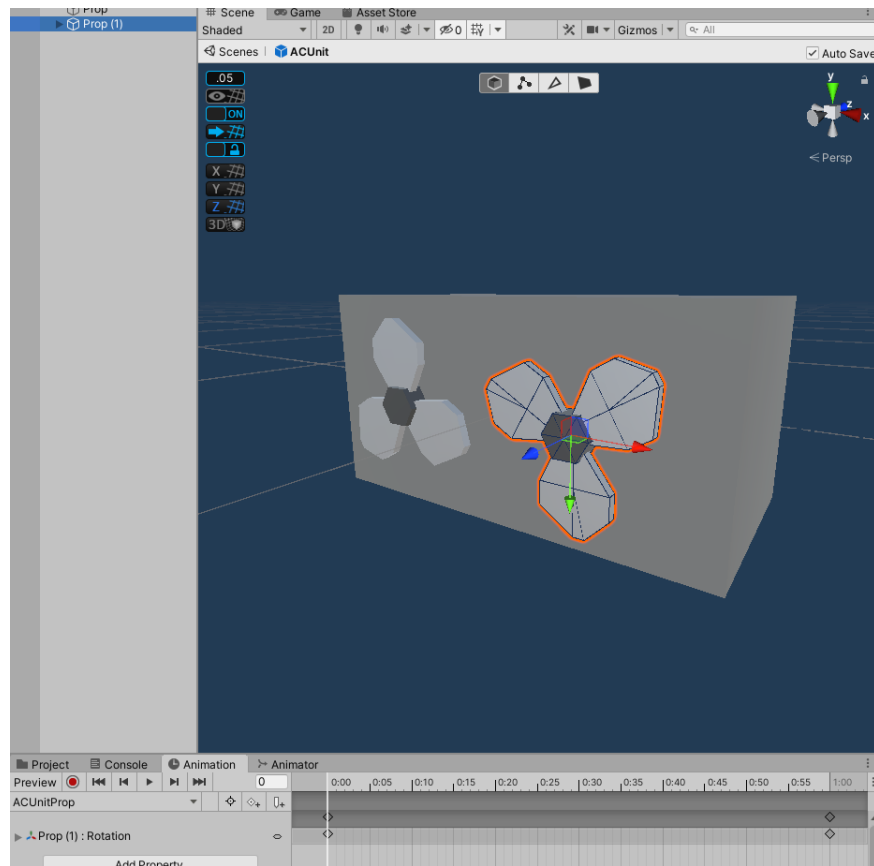 Prop
Prop (1)
Scene Game Asset Store
Shaded 2D 0 Gizmos All
Scenes ACUnit Auto Save
.05
ON
X
Y
Z
3D
y
z
x
Persp
Project Console Animation Animator
Preview 0 0:00 0:05 0:10 0:15 0:20 0:25 0:30 0:35 0:40 0:45 0:50 0:55 1:00
ACUnitProp
Prop (1) : Rotation
Add Property